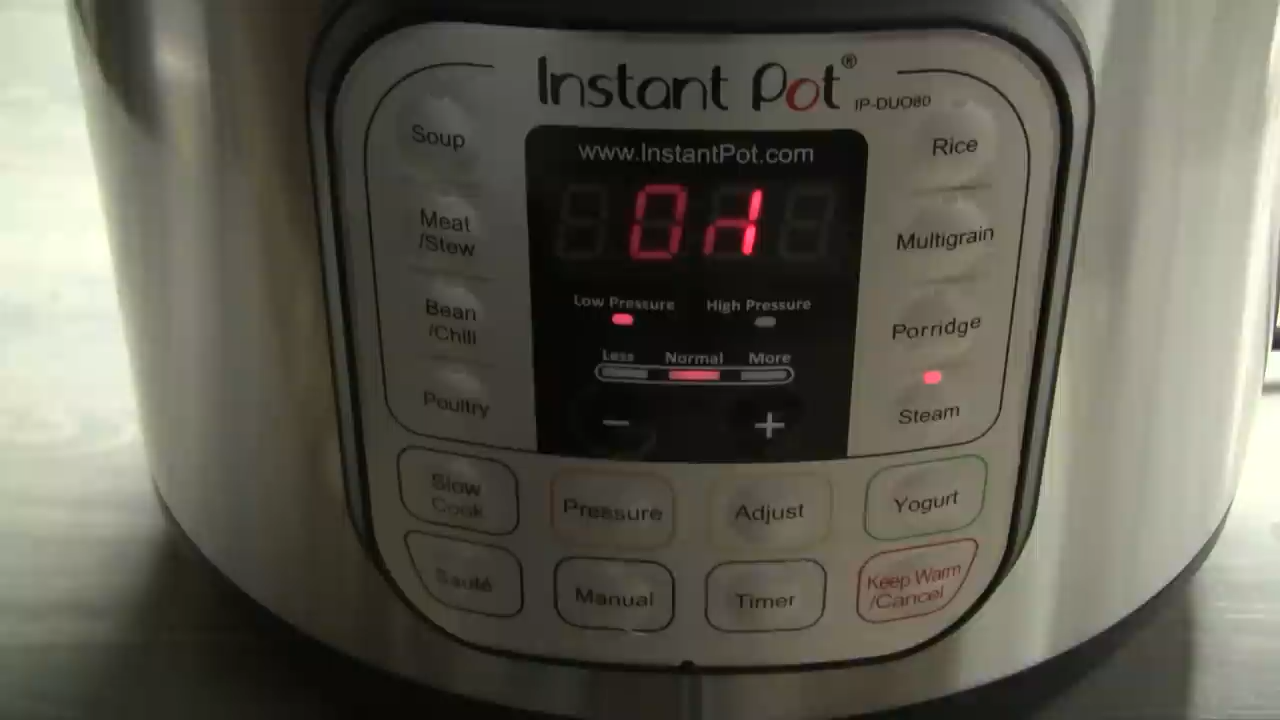 Instant Pot®
IP-DUO80
www.InstantPot.com
Soup
Rice
Meat
/Stew
Multigrain
Bean
/Chili
Low Pressure High Pressure
Porridge
Less Normal More
Poultry
− +
Steam
Slow
Cook
Pressure
Adjust
Yogurt
Sauté
Manual
Timer
Keep Warm
/Cancel